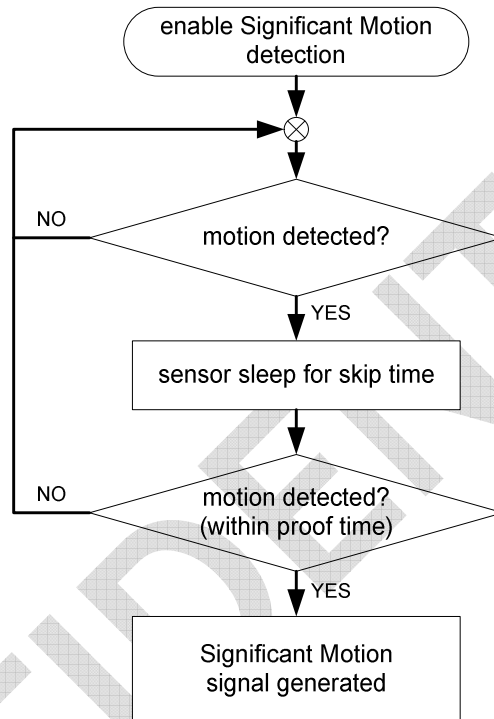 enable Significant Motion
detection
motion detected?
NO
YES
sensor sleep for skip time
motion detected?
(within proof time)
NO
YES
Significant Motion
signal generated